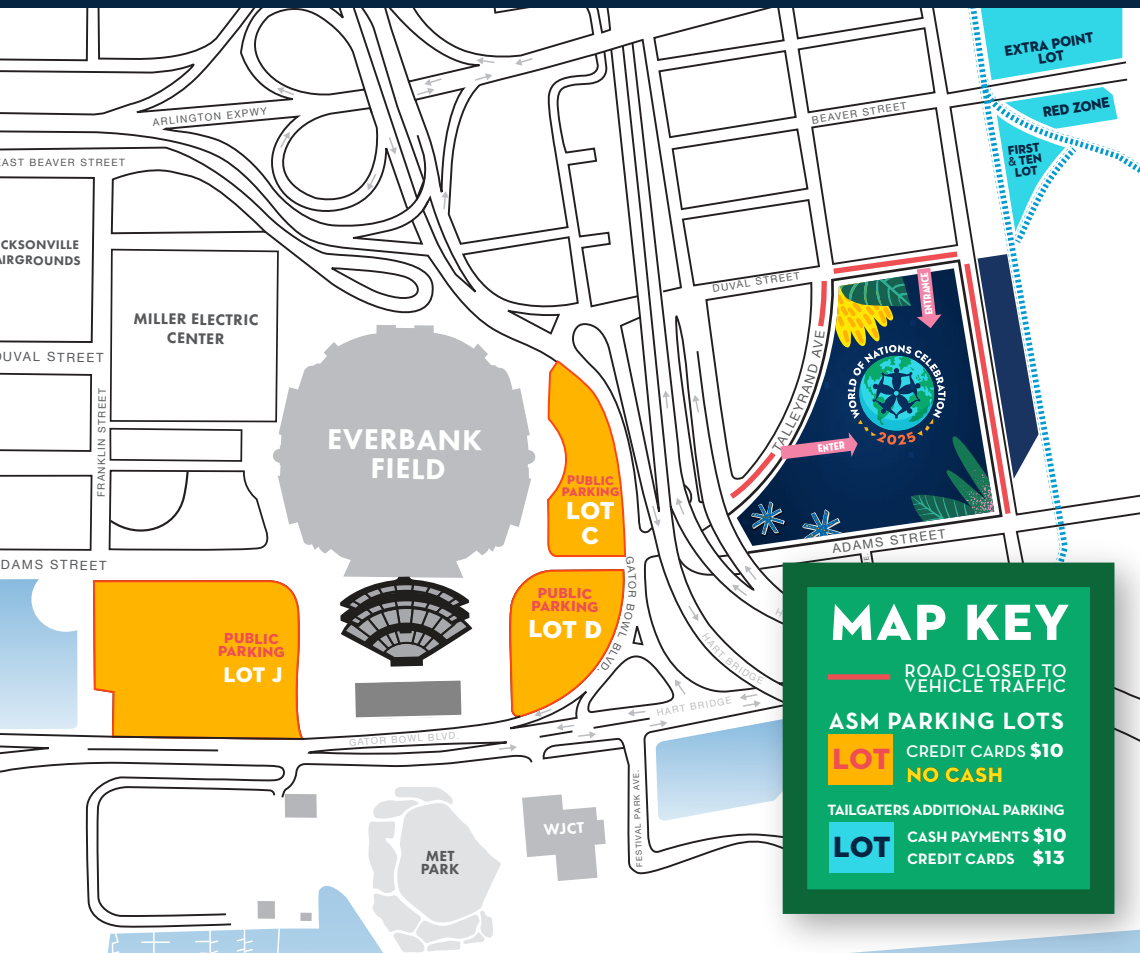 EXTRA POINT
LOT
RED ZONE
FIRST
& TEN
LOT
ARLINGTON EXPWY
BEAVER STREET
EAST BEAVER STREET
CKSONVILLE
AIRGROUNDS
MILLER ELECTRIC
CENTER
DUVAL STREET
DUVAL STREET
FRANKLIN STREET
TALLEYRAND AVE
ENTRANCE
WORLD OF NATIONS CELEBRATION
2025
ENTER
EVERBANK
FIELD
PUBLIC
PARKING
LOT
C
ADAMS STREET
DAMS STREET
PUBLIC
PARKING
LOT D
GATOR BOWL BLVD.
PUBLIC
PARKING
LOT J
HART BRIDGE
HART BRIDGE
GATOR BOWL BLVD.
FESTIVAL PARK AVE.
WJCT
MET
PARK
MAP KEY
ROAD CLOSED TO
VEHICLE TRAFFIC
ASM PARKING LOTS
LOT
CREDIT CARDS $10
NO CASH
TAILGATERS ADDITIONAL PARKING
LOT
CASH PAYMENTS $10
CREDIT CARDS $13